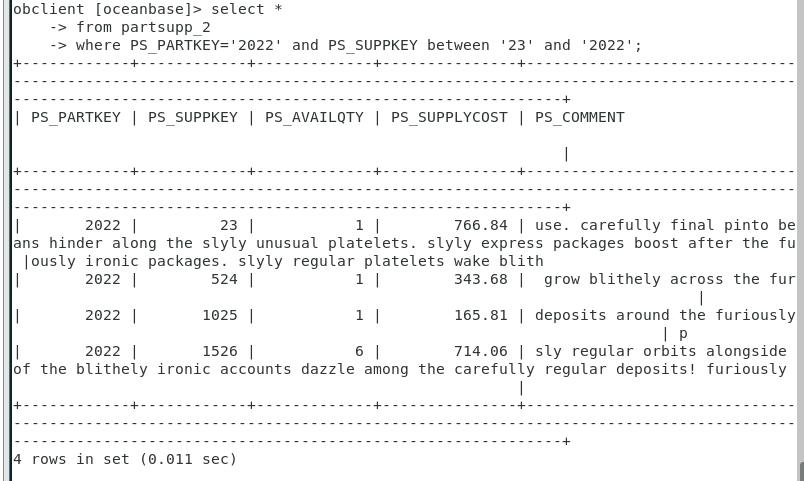 obclient [oceanbase]> select *
    -> from partsupp_2
    -> where PS_PARTKEY='2022' and PS_SUPPKEY between '23' and '2022';
+------------+------------+-------------+---------------+------------------------------
---------------------------------------------------------------------------------------
-------------------------------------------------------------+
| PS_PARTKEY | PS_SUPPKEY | PS_AVAILQTY | PS_SUPPLYCOST | PS_COMMENT
                                                             |
+------------+------------+-------------+---------------+------------------------------
---------------------------------------------------------------------------------------
-------------------------------------------------------------+
|       2022 |         23 |           1 |        766.84 | use. carefully final pinto be
ans hinder along the slyly unusual platelets. slyly express packages boost after the fu
 |ously ironic packages. slyly regular platelets wake blith
|       2022 |        524 |           1 |        343.68 |  grow blithely across the fur
                                                                            |
|       2022 |       1025 |           1 |        165.81 | deposits around the furiously
                                                                        | p
|       2022 |       1526 |           6 |        714.06 | sly regular orbits alongside
of the blithely ironic accounts dazzle among the carefully regular deposits! furiously
                                                        |
+------------+------------+-------------+---------------+------------------------------
---------------------------------------------------------------------------------------
-------------------------------------------------------------+
4 rows in set (0.011 sec)